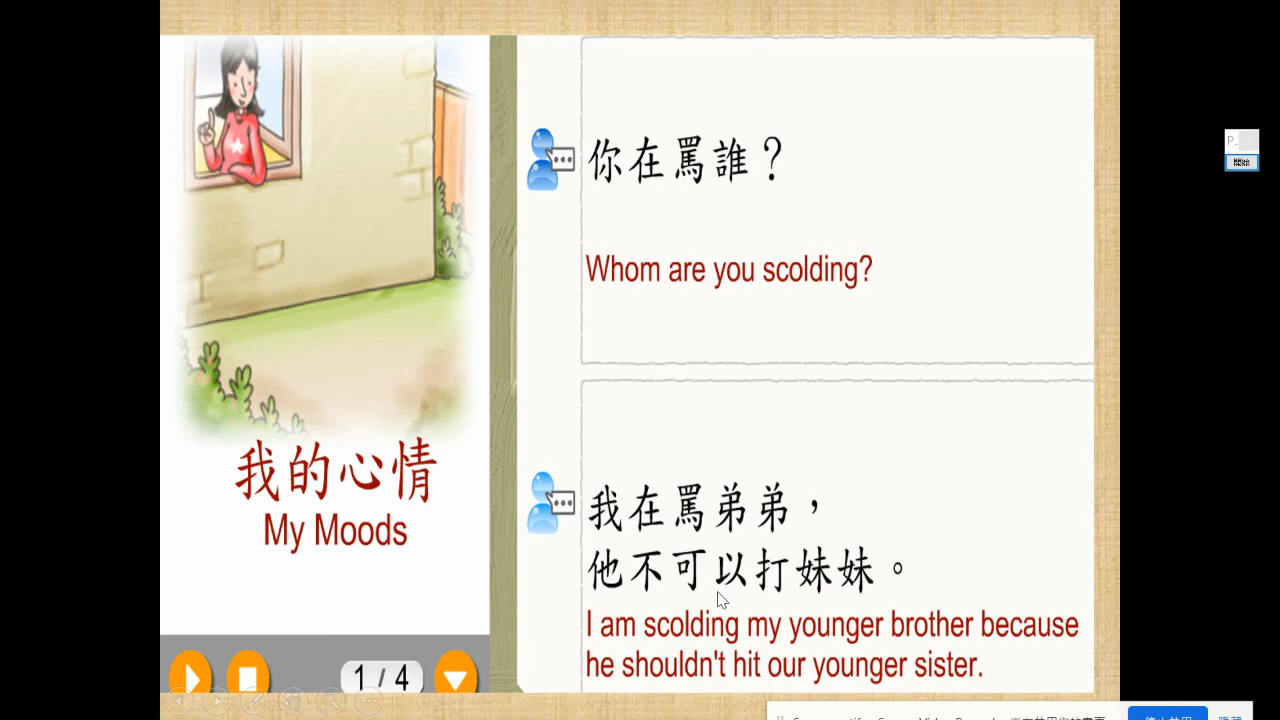 你在罵誰？
Whom are you scolding?
我的心情
My Moods
我在罵弟弟，
他不可以打妹妹。
I am scolding my younger brother because
he shouldn't hit our younger sister.
1 / 4